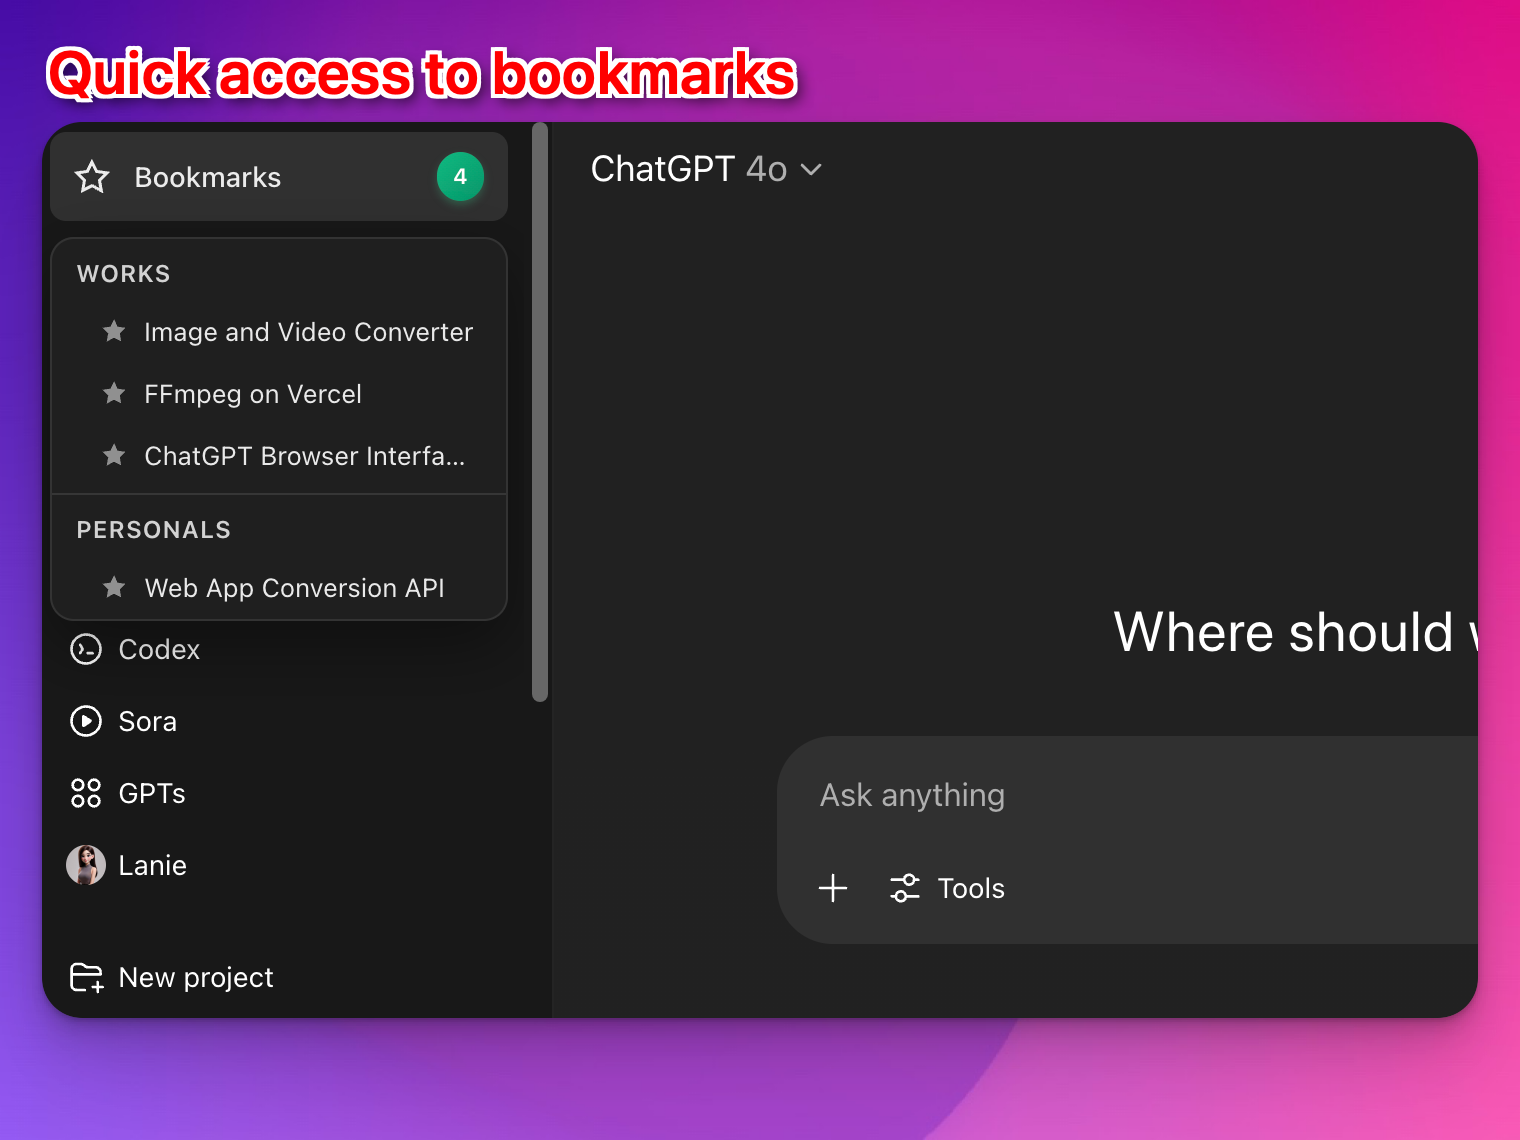 Quick access to bookmarks
Bookmarks
4
WORKS
Image and Video Converter
FFmpeg on Vercel
ChatGPT Browser Interfa...
PERSONALS
Web App Conversion API
Codex
Sora
GPTs
Lanie
New project
ChatGPT 4o
Where should
Ask anything
Tools